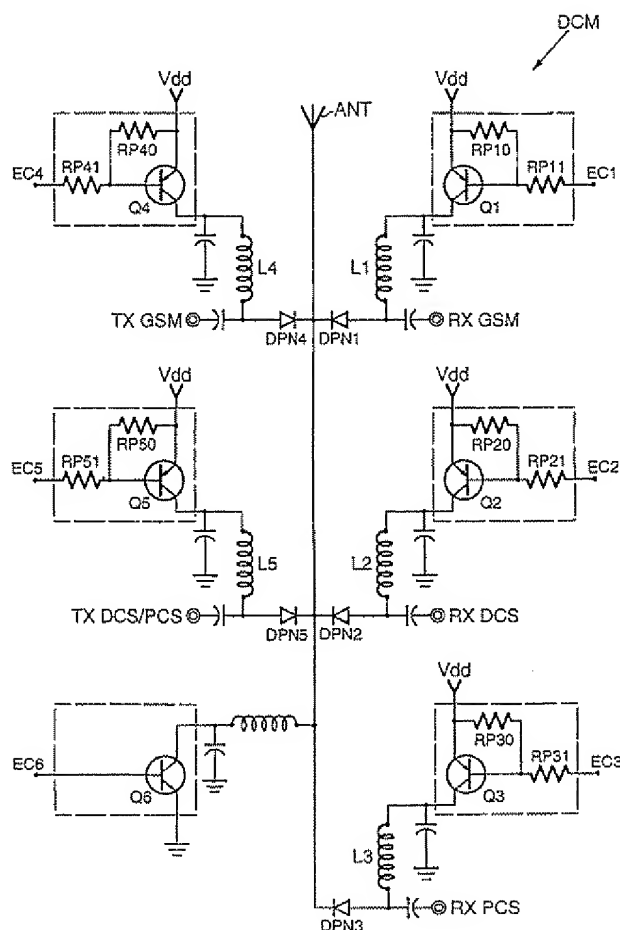 DCM
Vdd
ANT
Vdd
RP40
RP10
EC4
RP41
RP11
EC1
Q4
Q1
L4
L1
TX GSM
DPN4
DPN1
RX GSM
Vdd
Vdd
RP50
RP20
EC5
RP51
RP21
EC2
Q5
Q2
L5
L2
TX DCS/PCS
DPN5
DPN2
RX DCS
Vdd
RP30
EC6
RP31
EC3
Q6
Q3
L3
DPN3
RX PCS